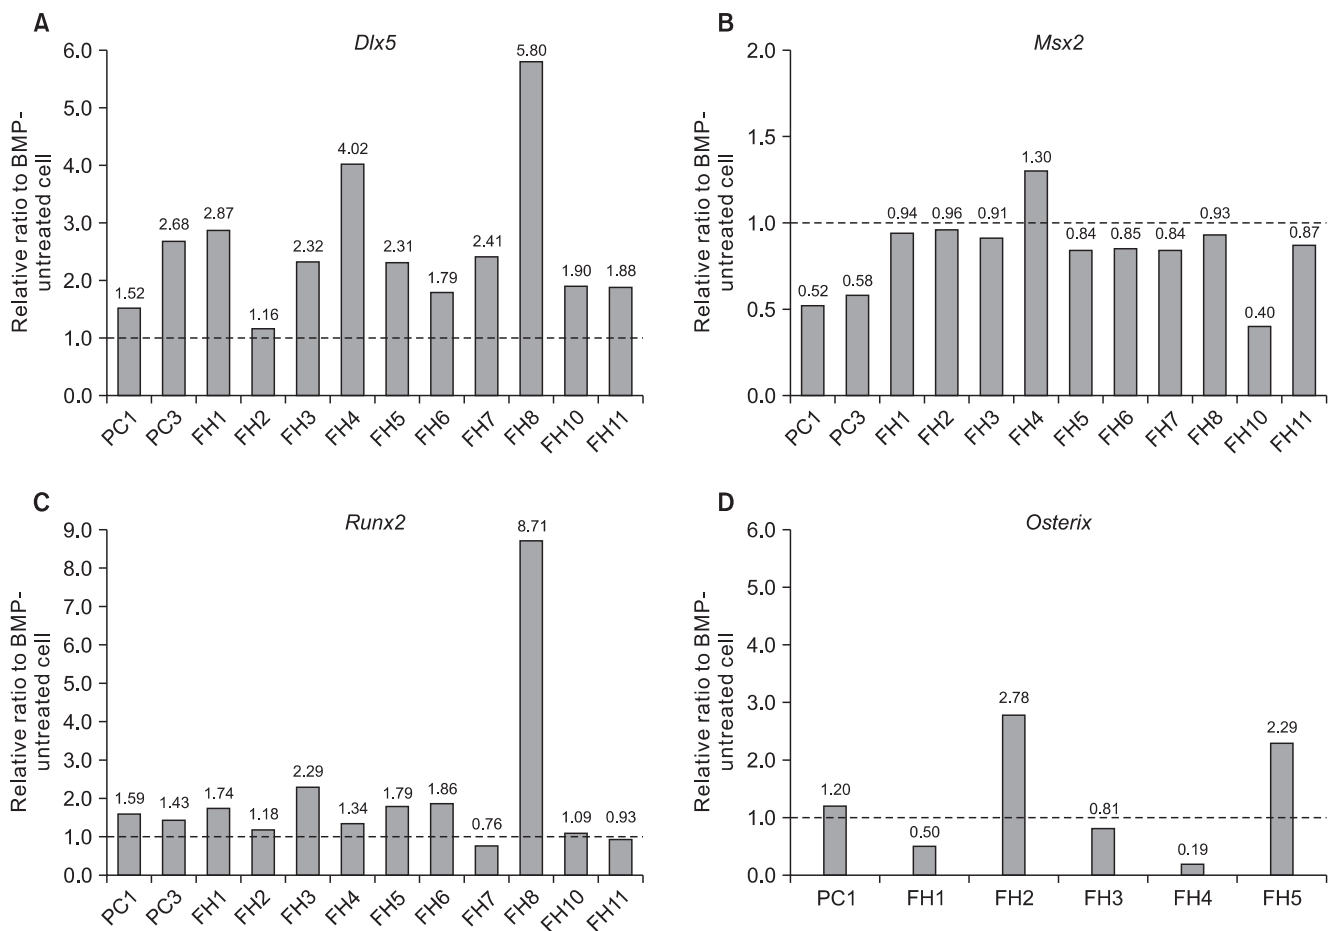 A
Dlx5
Relative ratio to BMP-
untreated cell
6.0
5.0
4.0
3.0
2.0
1.0
0.0
1.52
2.68
2.87
1.16
2.32
4.02
2.31
1.79
2.41
5.80
1.90
1.88
PC1
PC3
FH1
FH2
FH3
FH4
FH5
FH6
FH7
FH8
FH10
FH11
B
Msx2
Relative ratio to BMP-
untreated cell
2.0
1.5
1.0
0.5
0.0
0.52
0.58
0.94
0.96
0.91
1.30
0.84
0.85
0.84
0.93
0.40
0.87
PC1
PC3
FH1
FH2
FH3
FH4
FH5
FH6
FH7
FH8
FH10
FH11
C
Runx2
Relative ratio to BMP-
untreated cell
9.0
8.0
7.0
6.0
5.0
4.0
3.0
2.0
1.0
0.0
1.59
1.43
1.74
1.18
2.29
1.34
1.79
1.86
0.76
8.71
1.09
0.93
PC1
PC3
FH1
FH2
FH3
FH4
FH5
FH6
FH7
FH8
FH10
FH11
D
Osterix
Relative ratio to BMP-
untreated cell
6.0
5.0
4.0
3.0
2.0
1.0
0.0
1.20
0.50
2.78
0.81
0.19
2.29
PC1
FH1
FH2
FH3
FH4
FH5